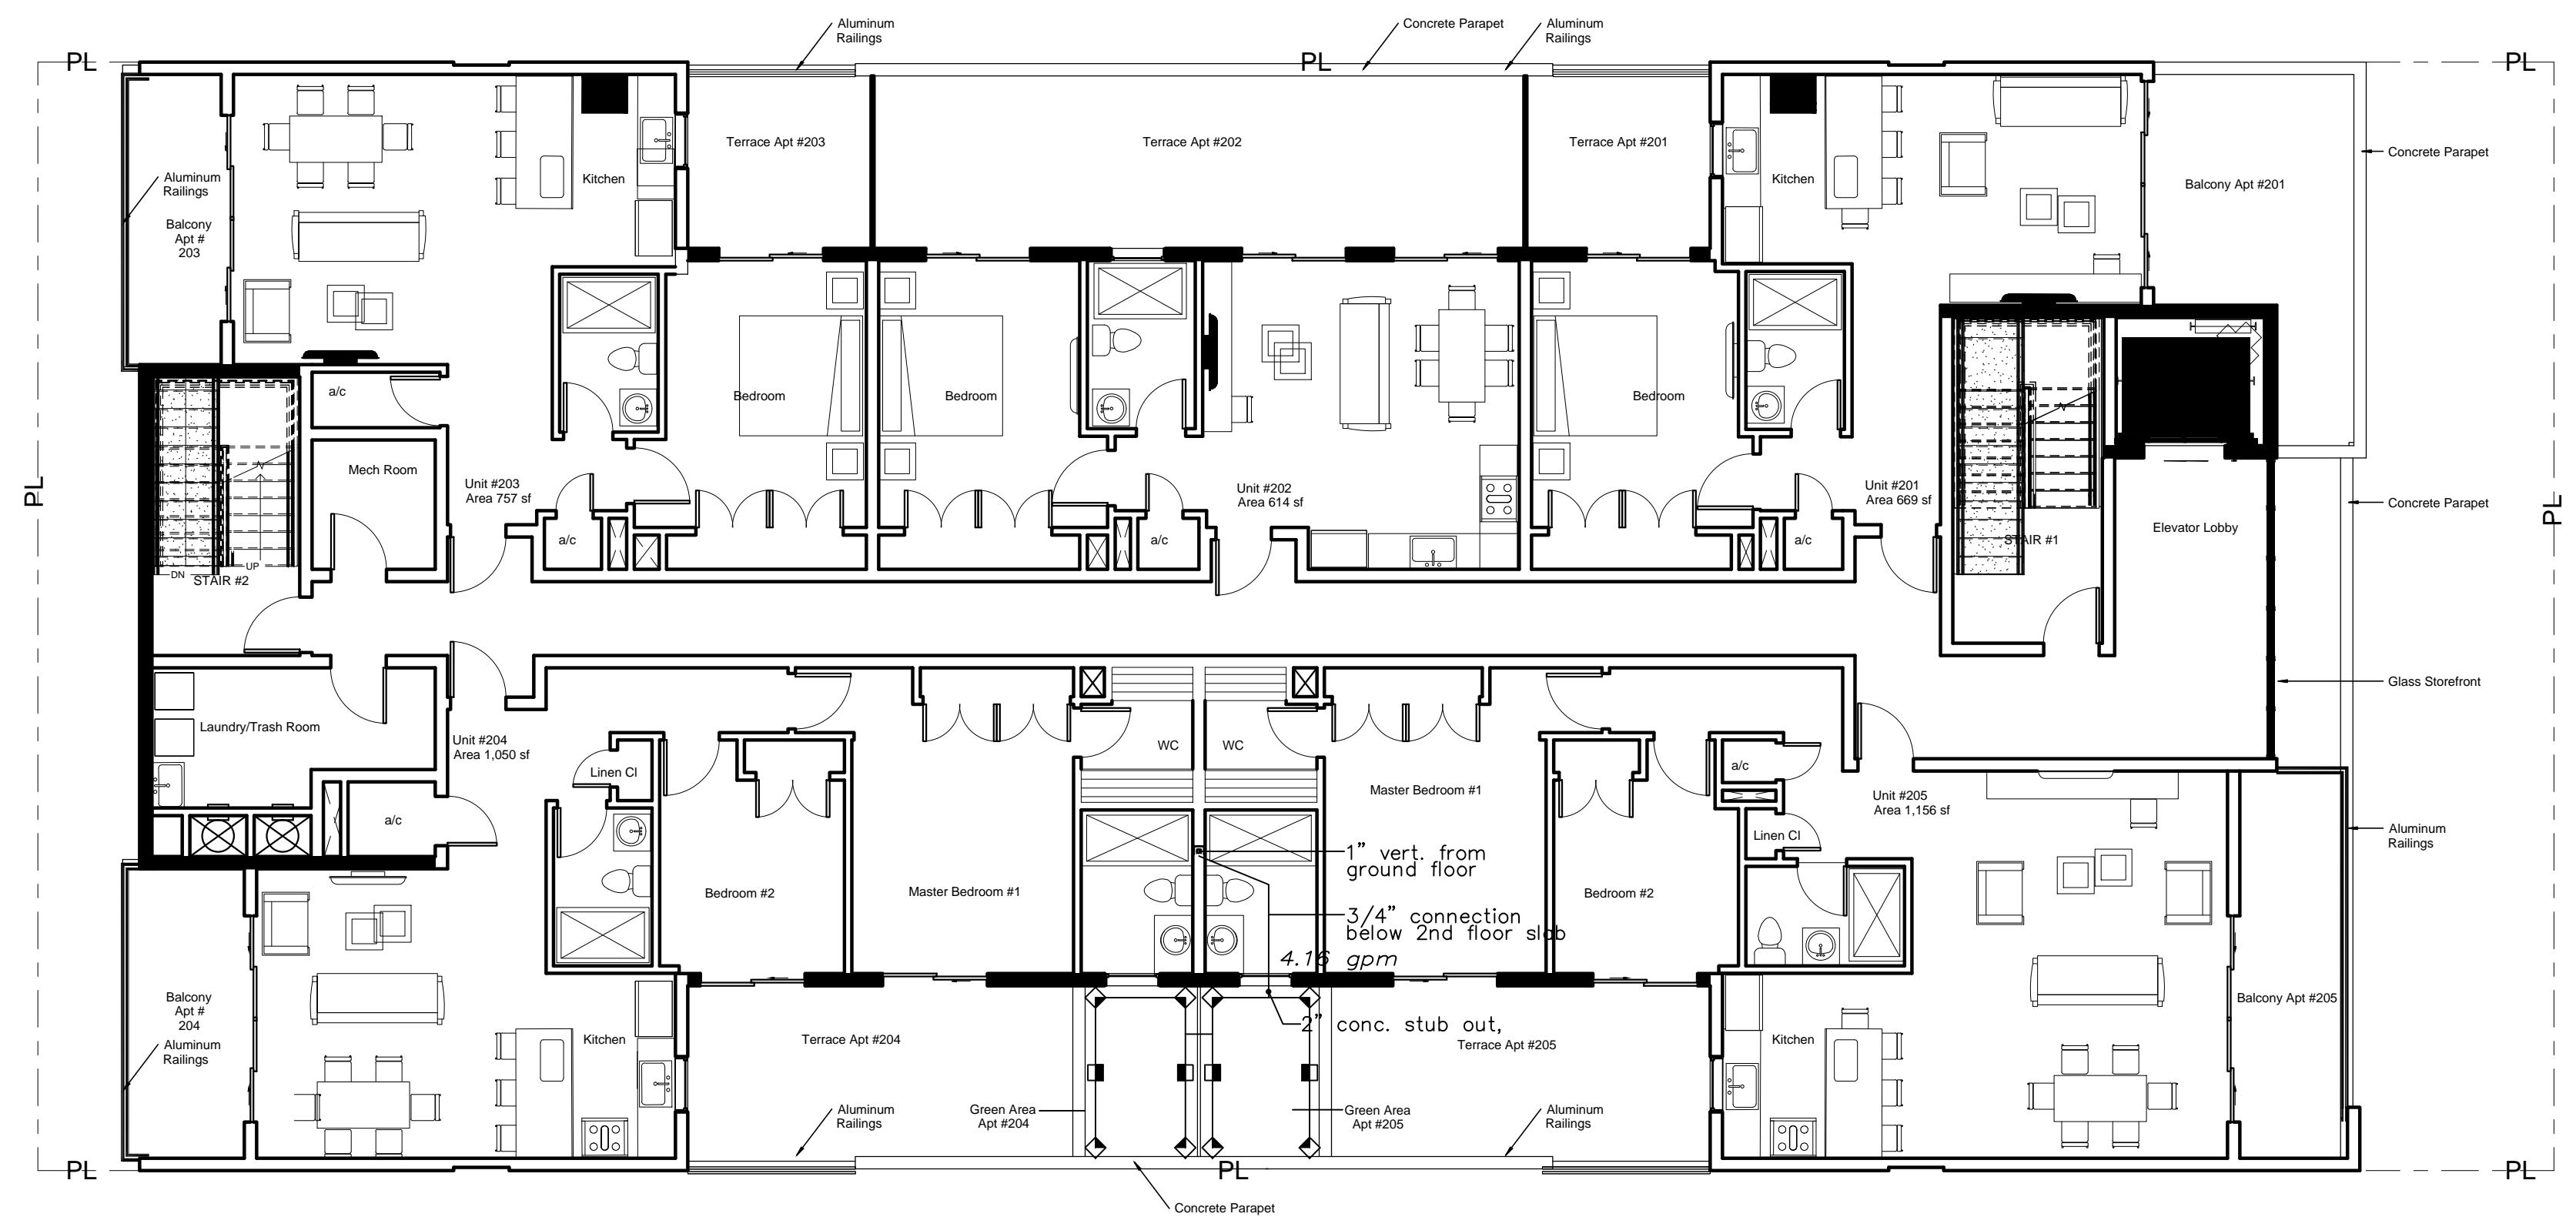 Aluminum
Railings
Concrete Parapet
Aluminum
Railings
PL
PL
PL
Terrace Apt #203
Terrace Apt #202
Terrace Apt #201
Concrete Parapet
Aluminum
Railings
Kitchen
Kitchen
Balcony Apt #201
Balcony
Apt #
203
a/c
Bedroom
Bedroom
Bedroom
Mech Room
Unit #203
Area 757 sf
Unit #202
Area 614 sf
Unit #201
Area 669 sf
PL
PL
Concrete Parapet
Elevator Lobby
a/c
a/c
a/c
STAIR #1
DN
UP
STAIR #2
Glass Storefront
Laundry/Trash Room
Unit #204
Area 1,050 sf
WC
WC
Linen Cl
a/c
Master Bedroom #1
Unit #205
Area 1,156 sf
a/c
Linen Cl
Aluminum
Railings
1" vert. from
ground floor
Bedroom #2
Master Bedroom #1
Bedroom #2
3/4" connection
below 2nd floor slab
4.16 gpm
Balcony
Apt #
204
Balcony Apt #205
2" conc. stub out,
Aluminum
Railings
Kitchen
Terrace Apt #204
Terrace Apt #205
Kitchen
Aluminum
Railings
Green Area
Apt #204
Green Area
Apt #205
Aluminum
Railings
PL
PL
PL
Concrete Parapet